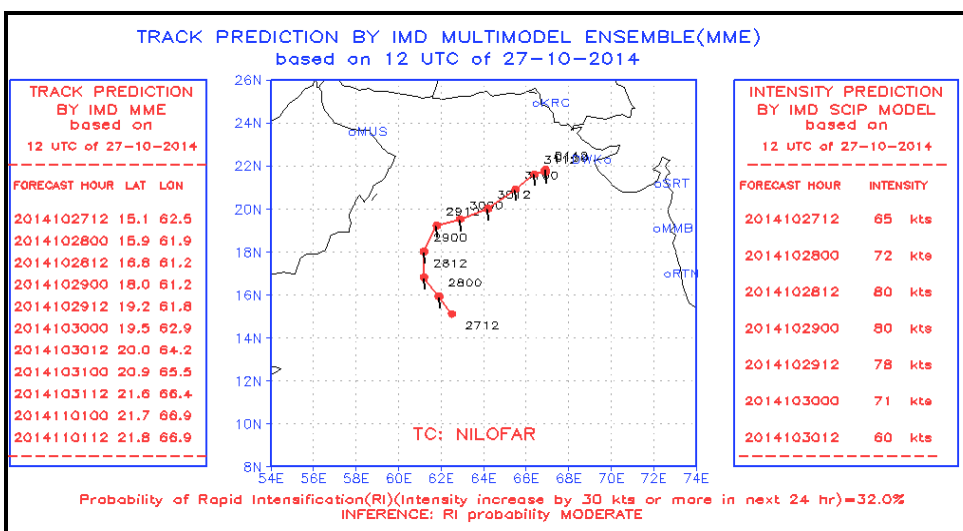 TRACK PREDICTION BY IMD MULTIMODEL ENSEMBLE(MME)
based on 12 UTC of 27-10-2014
TRACK PREDICTION
BY IMD MME
based on
12 UTC of 27-10-2014
FORECAST HOUR LAT LON
2014102712 15.1 62.5
2014102800 15.9 61.9
2014102812 16.8 61.2
2014102900 18.0 61.2
2014102912 19.2 61.8
2014103000 19.5 62.9
2014103012 20.0 64.2
2014103100 20.9 65.5
2014103112 21.6 66.4
2014110100 21.7 66.9
2014110112 21.8 66.9
26N
24N
22N
20N
18N
16N
14N
12N
10N
8N
54E 56E 58E 60E 62E 64E 66E 68E 70E 72E 74E
KRC
MUS
SRT
MMB
RTN
3012
3000
2912
2900
2812
2800
2712
TC: NILOFAR
INTENSITY PREDICTION
BY IMD SCIP MODEL
based on
12 UTC of 27-10-2014
FORECAST HOUR INTENSITY
2014102712 65 kts
2014102800 72 kts
2014102812 80 kts
2014102900 80 kts
2014102912 78 kts
2014103000 71 kts
2014103012 60 kts
Probability of Rapid Intensification(RI)(Intensity increase by 30 kts or more in next 24 hr)=32.0%
INFERENCE: RI probability MODERATE